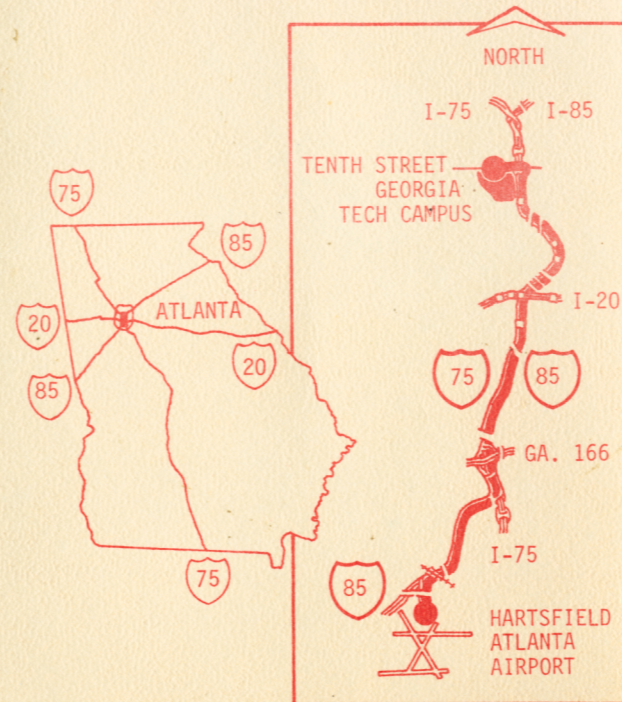 75
85
20
ATLANTA
20
85
75
NORTH
I-75
I-85
TENTH STREET
GEORGIA
TECH CAMPUS
I-20
75
85
GA. 166
I-75
85
HARTSFIELD
ATLANTA
AIRPORT